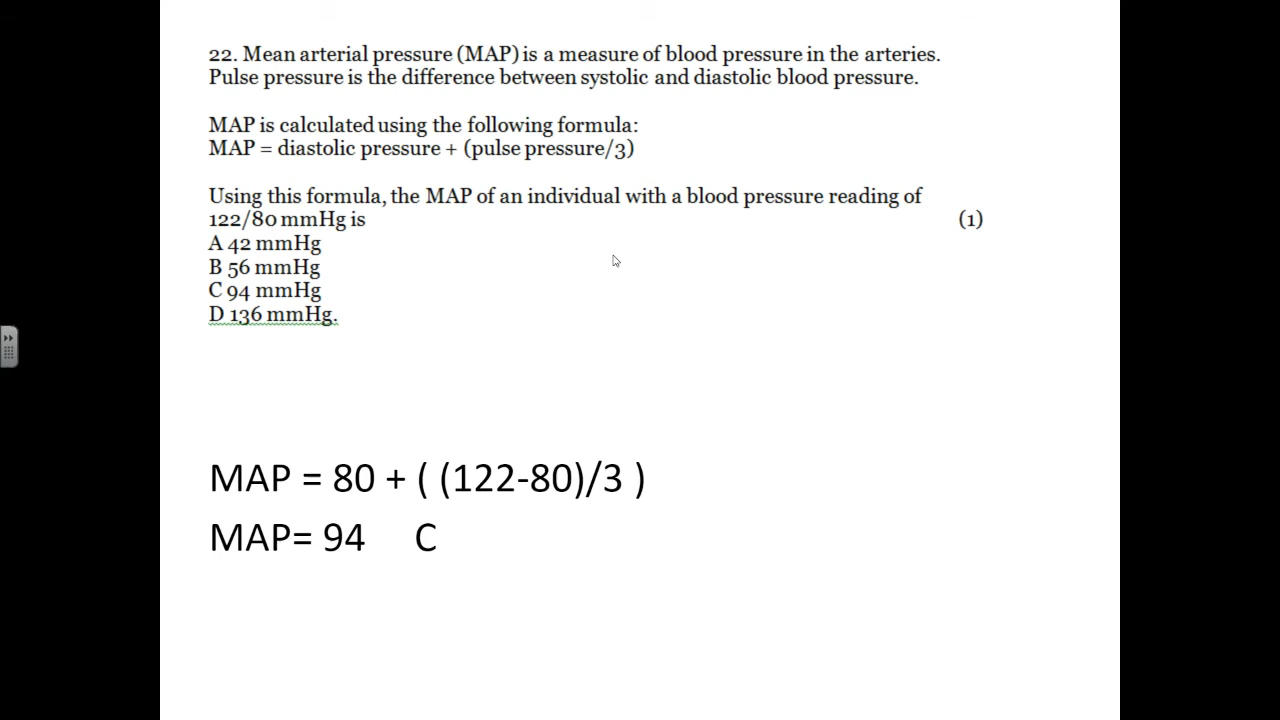 22. Mean arterial pressure (MAP) is a measure of blood pressure in the arteries.
Pulse pressure is the difference between systolic and diastolic blood pressure.
MAP is calculated using the following formula:
MAP = diastolic pressure + (pulse pressure/3)
Using this formula, the MAP of an individual with a blood pressure reading of
122/80 mmHg is (1)
A 42 mmHg
B 56 mmHg
C 94 mmHg
D 136 mmHg.
MAP = 80 + ( (122-80)/3 )
MAP= 94 C